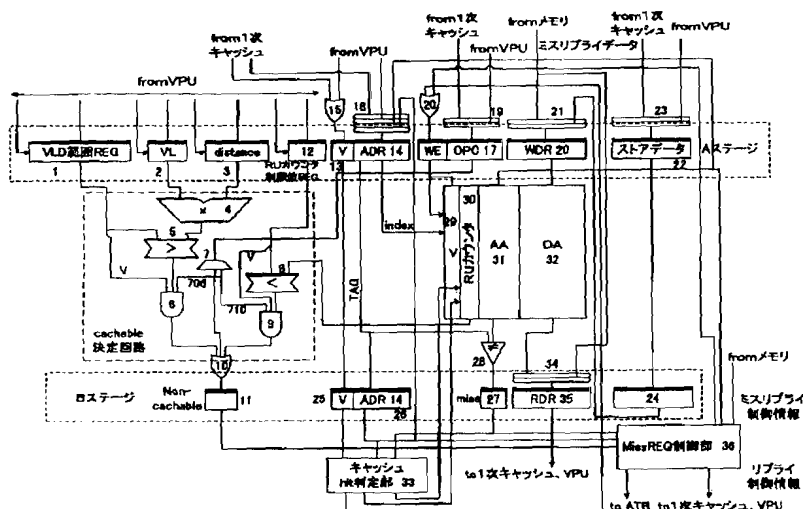 from1次
キャッシュ
from1次
キャッシュ
fromメモリ
from1次
キャッシュ
fromVPU
fromVPU
ミスリプライデータ
fromVPU
fromVPU
15
18
20
19
21
23
VLD範囲REG
VL
distance
12
V
ADR 14
WE
OPC 17
WDR 20
ストアデータ
Aステージ
1
2
3
RUカウンタ
制限値REG
13
22
×
4
29
30
index
V
RUカウンタ
AA
31
DA
32
5
>
7
V
8
<
V
706
710
6
9
TAG
cachable
決定回路
≠
28
10
34
fromメモリ
Bステージ
Non-
cachable
11
25
V
ADR 14
26
miss
27
RDR 35
24
ミスリプライ
制御情報
キャッシュ
hit判定部 33
to1次キャッシュ、VPU
MissREQ制御部 36
リプライ
制御情報
to ATR
to1次キャッシュ、VPU